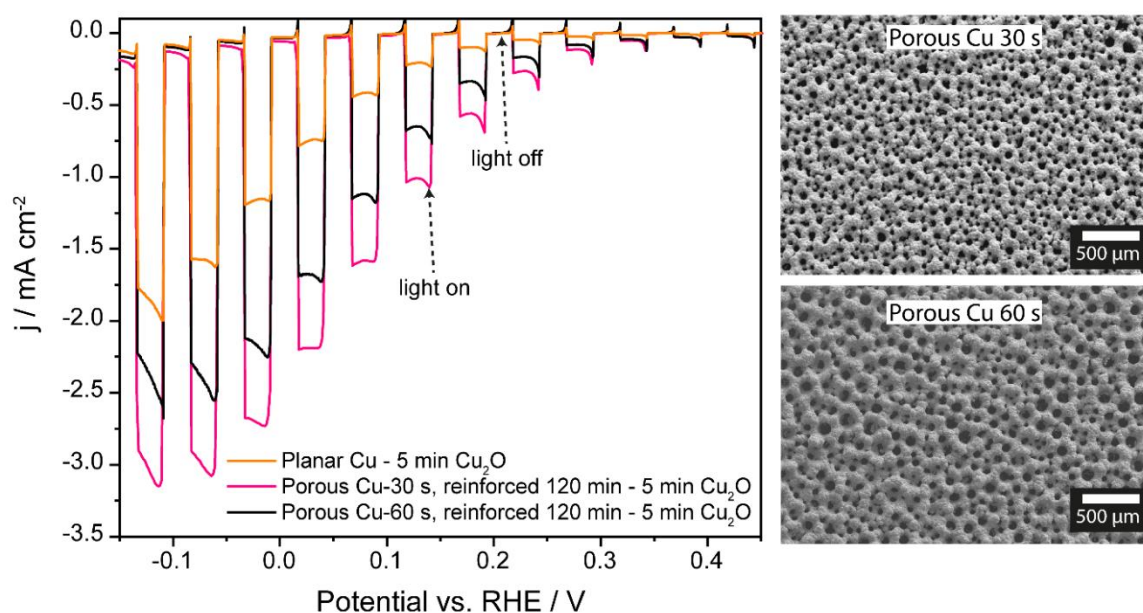 0.0
-0.5
-1.0
-1.5
-2.0
-2.5
-3.0
-3.5
j / mA cm⁻²
light off
light on
Planar Cu - 5 min Cu₂O
Porous Cu-30 s, reinforced 120 min - 5 min Cu₂O
Porous Cu-60 s, reinforced 120 min - 5 min Cu₂O
-0.1 0.0 0.1 0.2 0.3 0.4
Potential vs. RHE / V
Porous Cu 30 s
500 µm
Porous Cu 60 s
500 µm